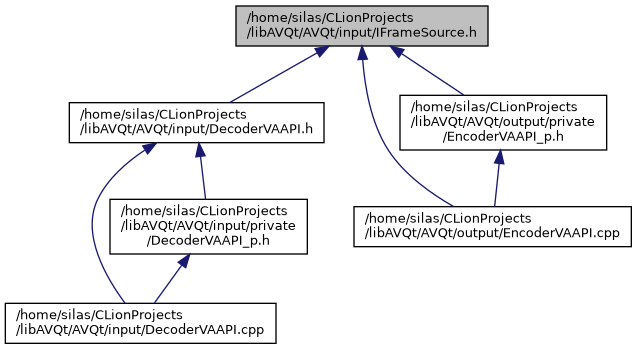 /home/silas/CLionProjects
/libAVQt/AVQt/input/IFrameSource.h
/home/silas/CLionProjects
/libAVQt/AVQt/input/DecoderVAAPI.h
/home/silas/CLionProjects
/libAVQt/AVQt/output/private
/EncoderVAAPI_p.h
/home/silas/CLionProjects
/libAVQt/AVQt/input/private
/DecoderVAAPI_p.h
/home/silas/CLionProjects
/libAVQt/AVQt/output/EncoderVAAPI.cpp
/home/silas/CLionProjects
/libAVQt/AVQt/input/DecoderVAAPI.cpp